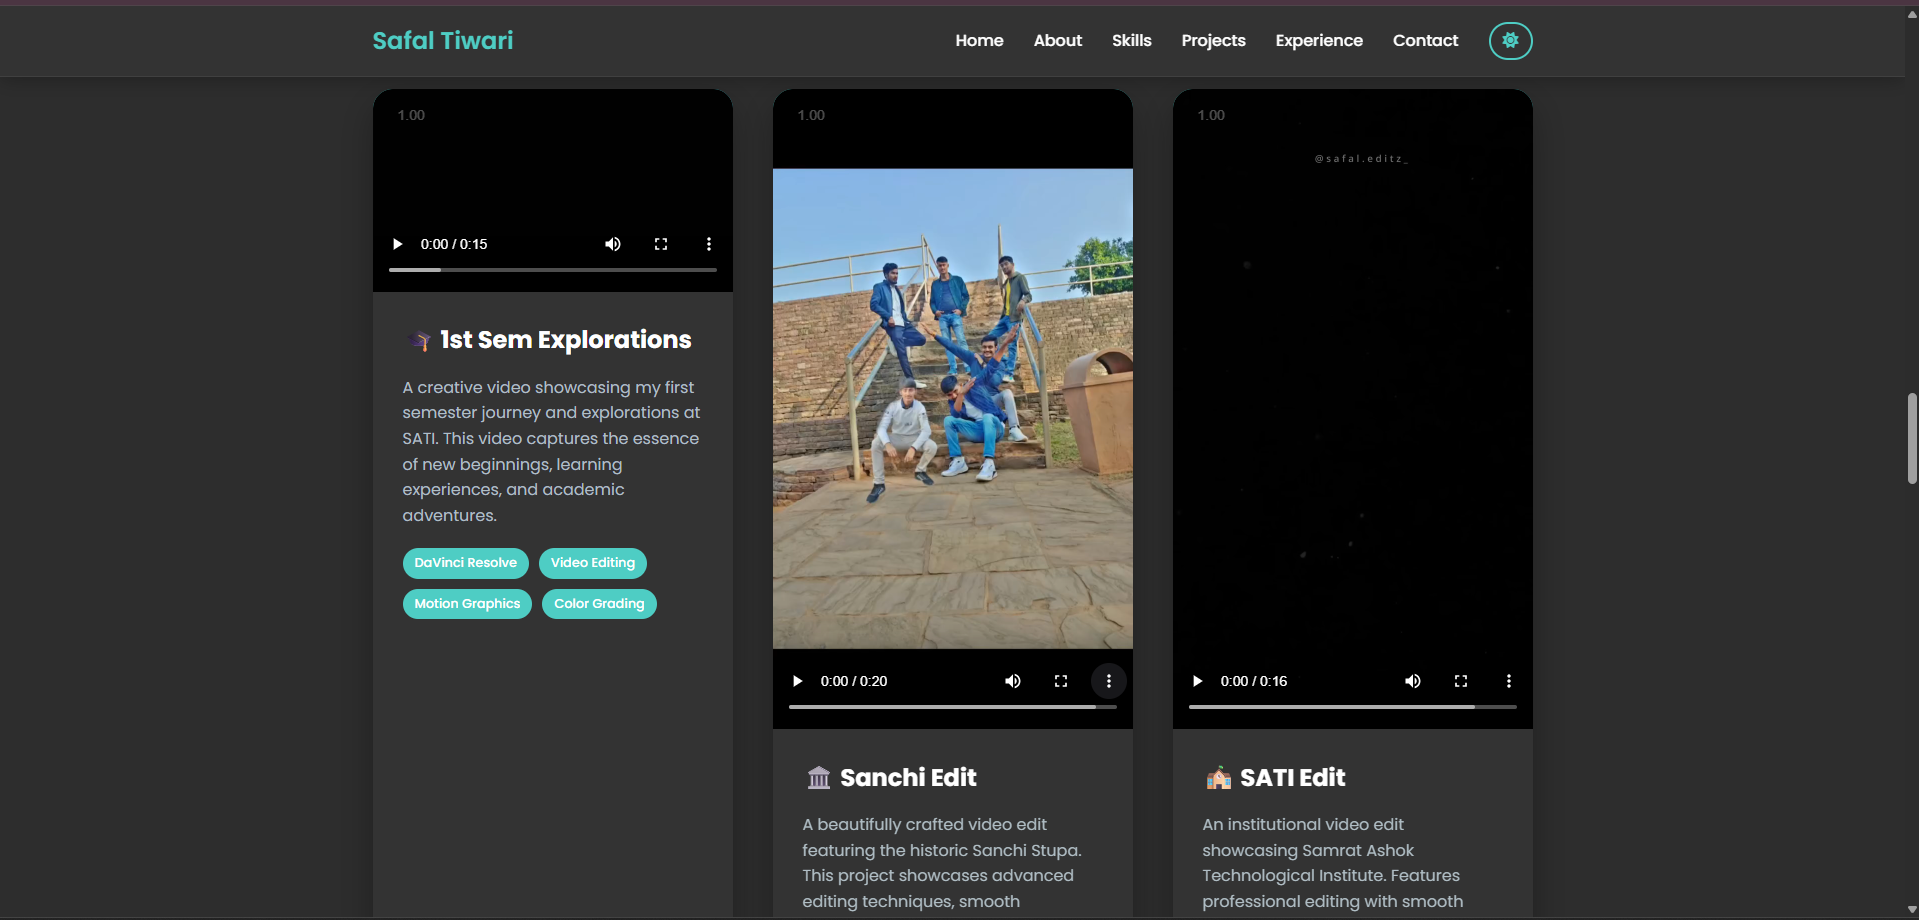 Safal Tiwari
Home About Skills Projects Experience Contact
1.00
0:00 / 0:15
1st Sem Explorations
A creative video showcasing my first
semester journey and explorations at
SATI. This video captures the essence
of new beginnings, learning
experiences, and academic
adventures.
DaVinci Resolve Video Editing
Motion Graphics Color Grading
1.00
0:00 / 0:20
Sanchi Edit
A beautifully crafted video edit
featuring the historic Sanchi Stupa.
This project showcases advanced
editing techniques, smooth
1.00
@safal.editz_
0:00 / 0:16
SATI Edit
An institutional video edit
showcasing Samrat Ashok
Technological Institute. Features
professional editing with smooth